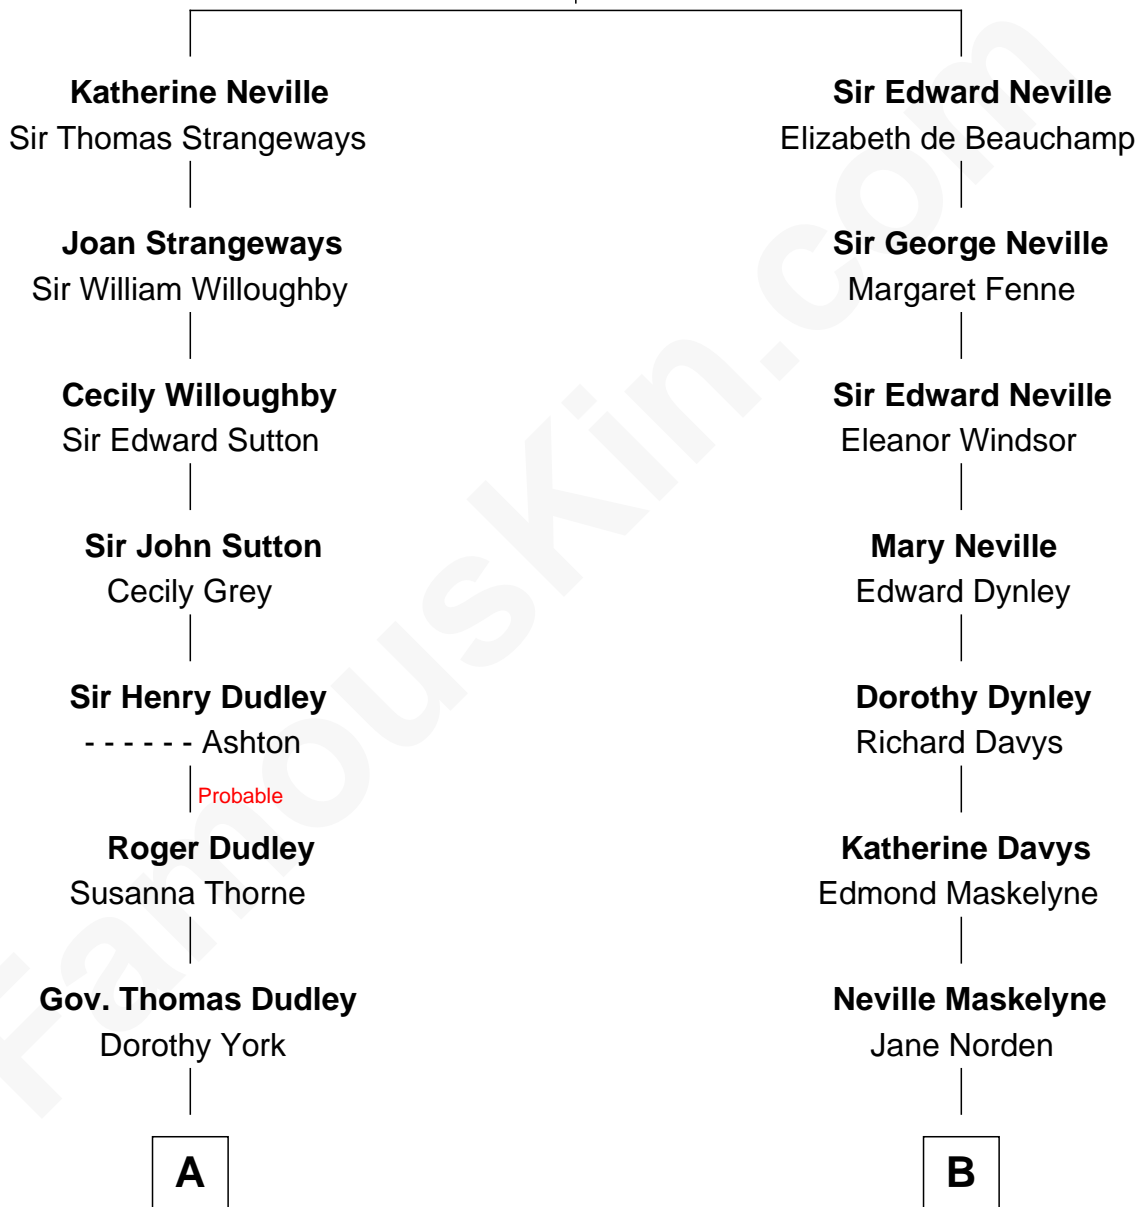 Katherine Neville
Sir Thomas Strangeways
Joan Strangeways
Sir William Willoughby
Cecily Willoughby
Sir Edward Sutton
Sir John Sutton
Cecily Grey
Sir Henry Dudley
- - - - - - Ashton
Probable
Roger Dudley
Susanna Thorne
Gov. Thomas Dudley
Dorothy York
A
Sir Edward Neville
Elizabeth de Beauchamp
Sir George Neville
Margaret Fenne
Sir Edward Neville
Eleanor Windsor
Mary Neville
Edward Dynley
Dorothy Dynley
Richard Davys
Katherine Davys
Edmond Maskelyne
Neville Maskelyne
Jane Norden
B
FamousKin.com